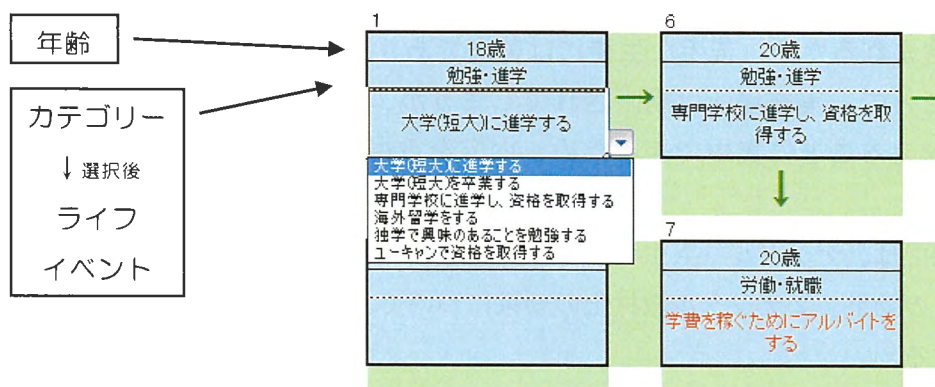 年齢
カテゴリー
↓選択後
ライフ
イベント
1
18歳
勉強・進学
大学(短大)に進学する
大学(短大)に進学する
大学(短大)を卒業する
専門学校に進学し、資格を取得する
海外留学をする
独学で興味のあることを勉強する
ユーキャンで資格を取得する
6
20歳
勉強・進学
専門学校に進学し、資格を取
得する
7
20歳
労働・就職
学費を稼ぐためにアルバイトを
する